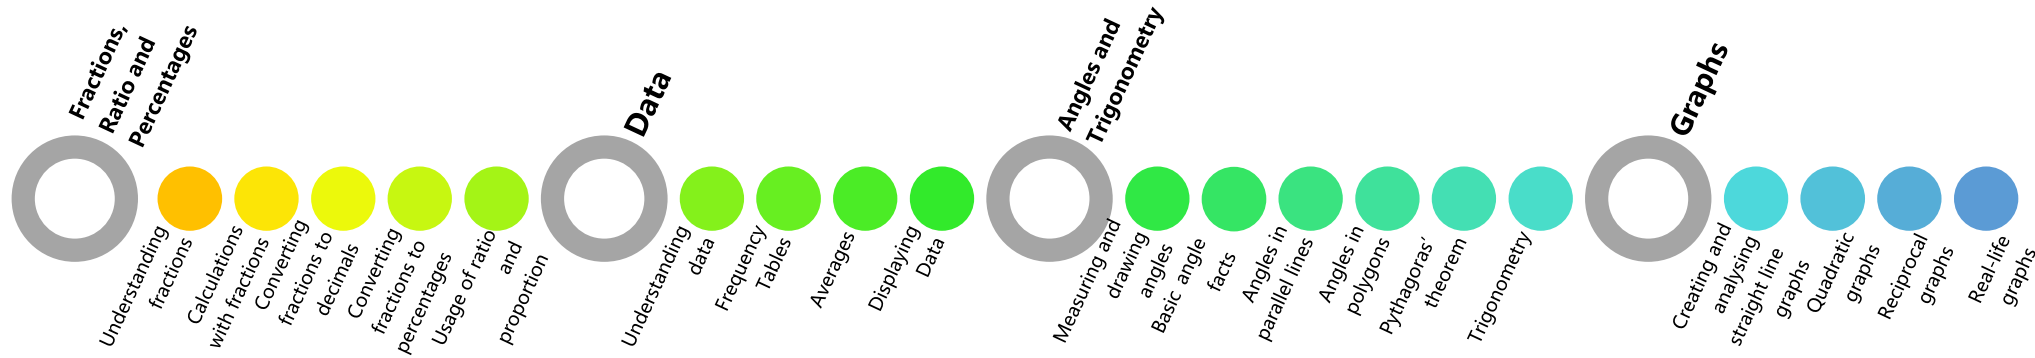 Fractions,
Ratio and
Percentages
Understanding
fractions
Calculations
with fractions
Converting
fractions to
decimals
Converting
fractions to
percentages
Usage of ratio
and
proportion
Data
Understanding
data
Frequency
Tables
Averages
Displaying
Data
Angles and
Trigonometry
Measuring and
drawing
angles
Basic angle
facts
Angles in
parallel lines
Angles in
polygons
Pythagoras’
theorem
Trigonometry
Graphs
Creating and
analysing
straight line
graphs
Quadratic
graphs
Reciprocal
graphs
Real-life
graphs